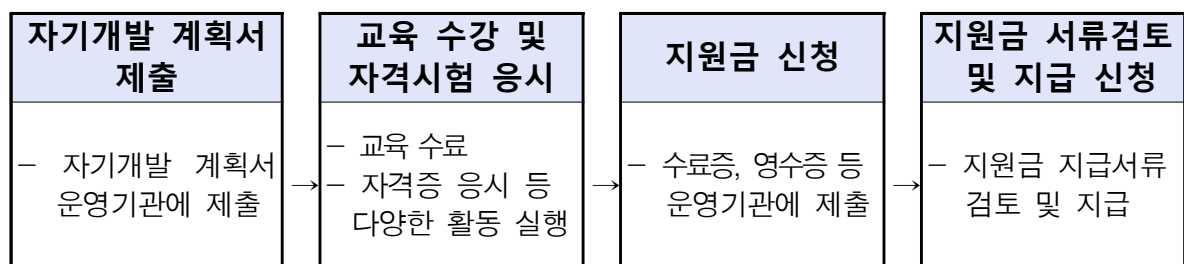 자기개발 계획서
제출
– 자기개발 계획서
운영기관에 제출
→
교육 수강 및
자격시험 응시
– 교육 수료
– 자격증 응시 등
다양한 활동 실행
→
지원금 신청
– 수료증, 영수증 등
운영기관에 제출
→
지원금 서류검토
및 지급 신청
– 지원금 지급서류
검토 및 지급